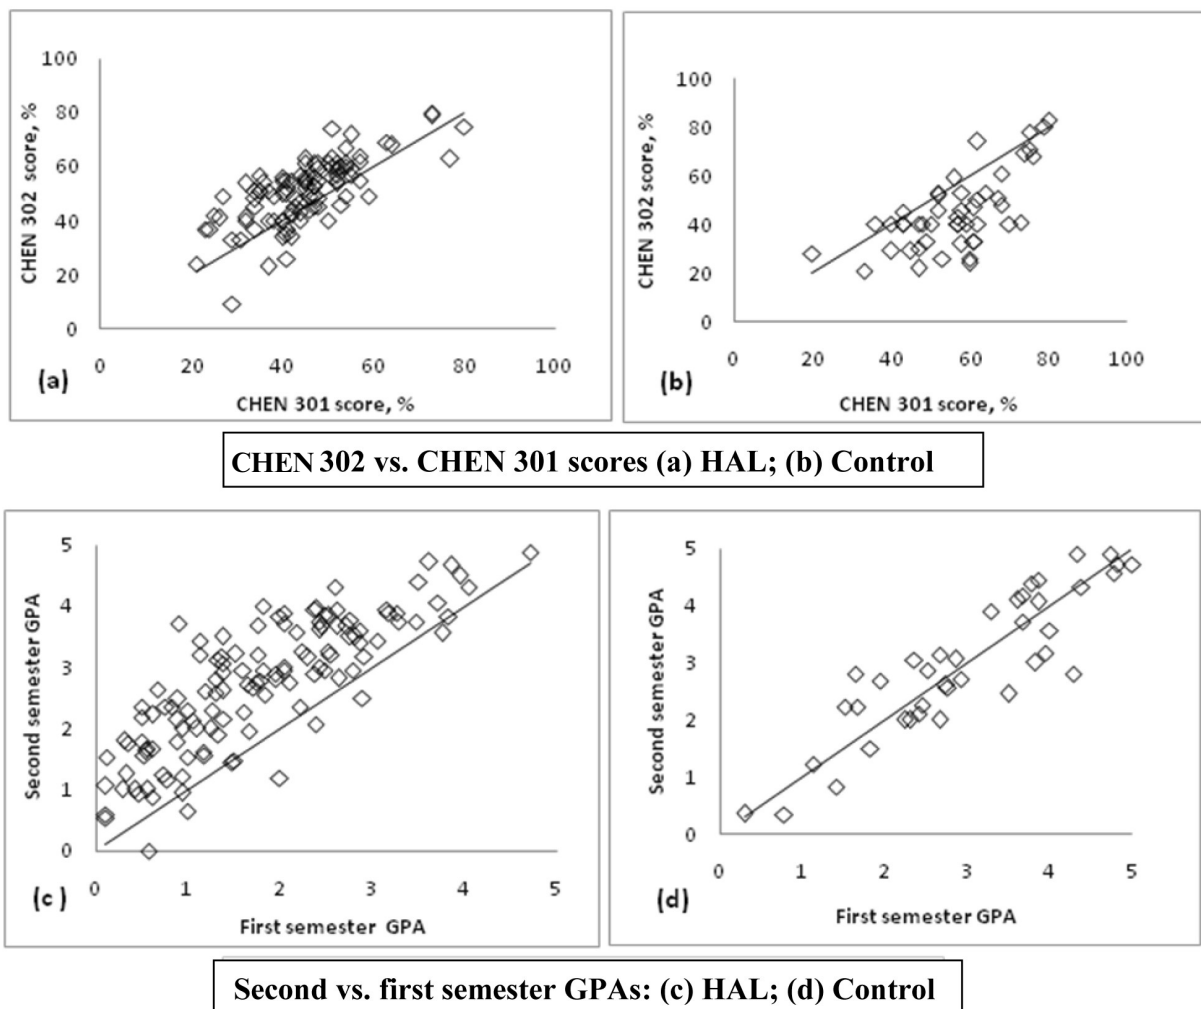 100
80
60
40
20
0
CHEN 302 score, %
0 20 40 60 80 100
(a)
CHEN 301 score, %
100
80
60
40
20
0
CHEN 302 score, %
0 20 40 60 80 100
(b)
CHEN 301 score, %
CHEN 302 vs. CHEN 301 scores (a) HAL; (b) Control
5
4
3
2
1
0
Second semester GPA
0 1 2 3 4 5
(c )
First semester GPA
5
4
3
2
1
0
Second semester GPA
0 1 2 3 4 5
(d)
First semester GPA
Second vs. first semester GPAs: (c) HAL; (d) Control